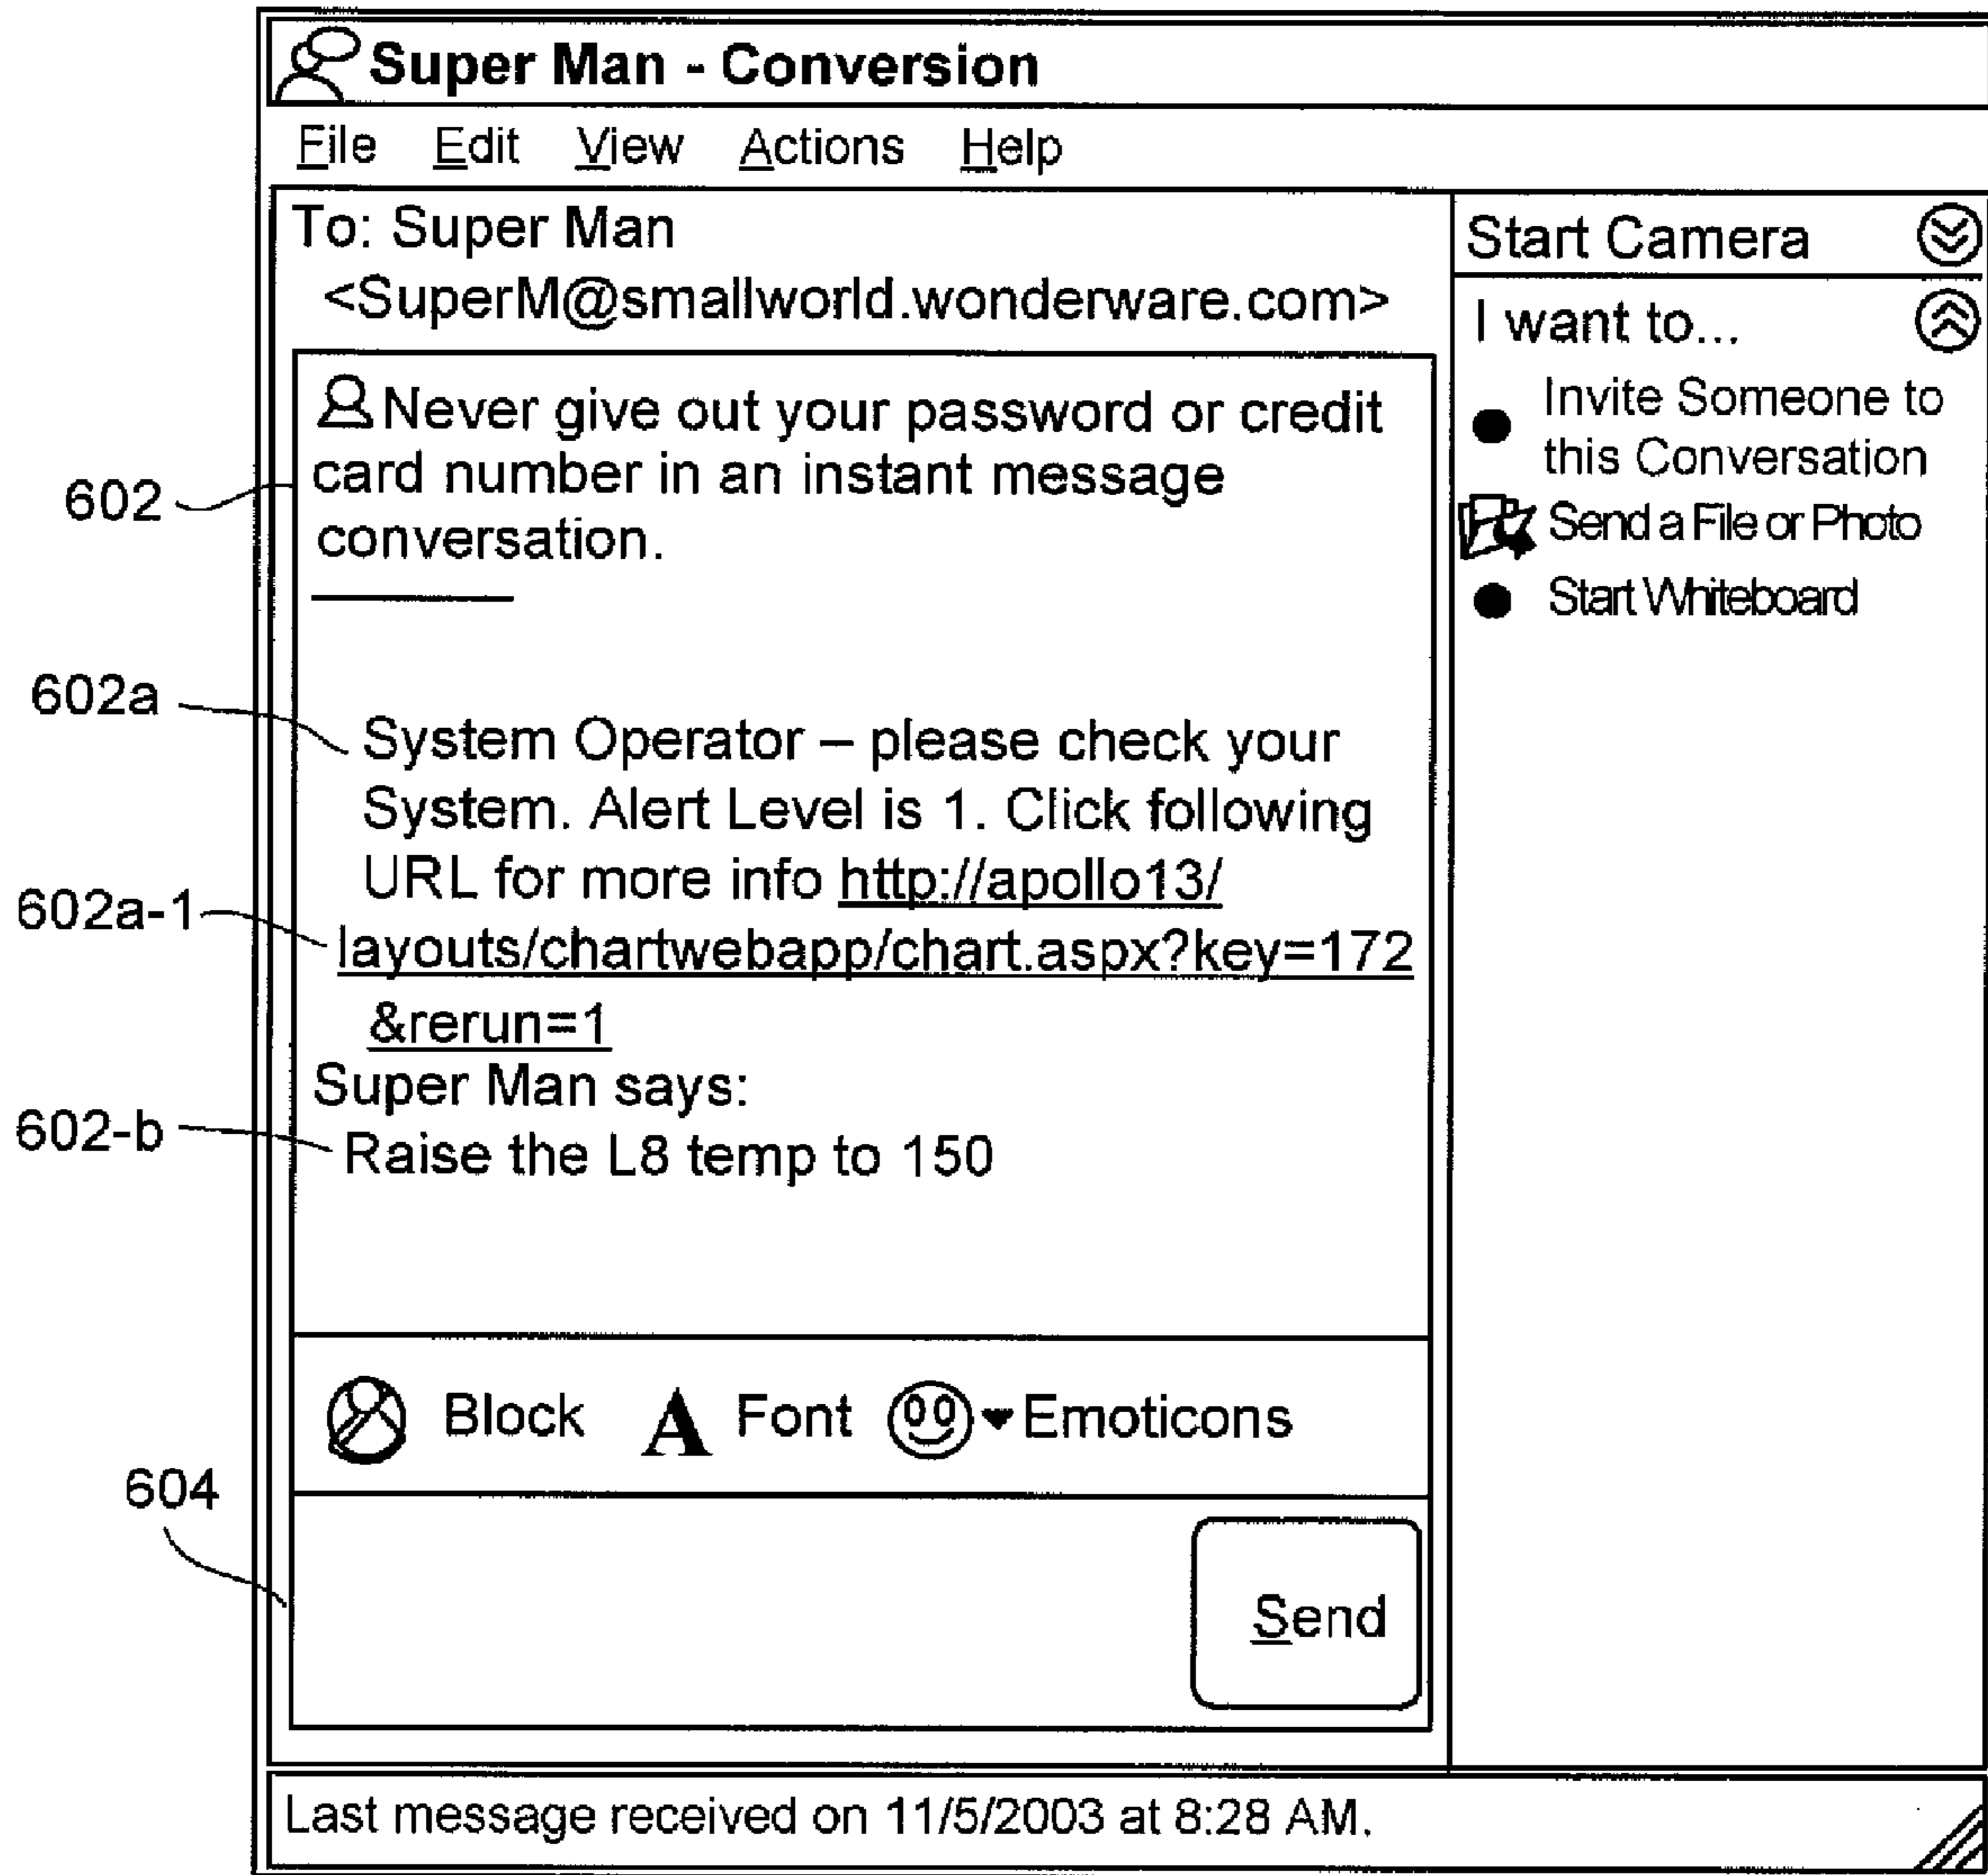 Super Man - Conversion
File Edit View Actions Help
To: Super Man
<SuperM@smallworld.wonderware.com>
Never give out your password or credit
card number in an instant message
conversation.
602
602a
System Operator – please check your
System. Alert Level is 1. Click following
URL for more info http://apollo13/
602a-1
layouts/chartwebapp/chart.aspx?key=172
&rerun=1
Super Man says:
602-b
Raise the L8 temp to 150
Block A Font Emoticons
604
Send
Start Camera
I want to...
Invite Someone to
this Conversation
Send a File or Photo
Start Whiteboard
Last message received on 11/5/2003 at 8:28 AM.